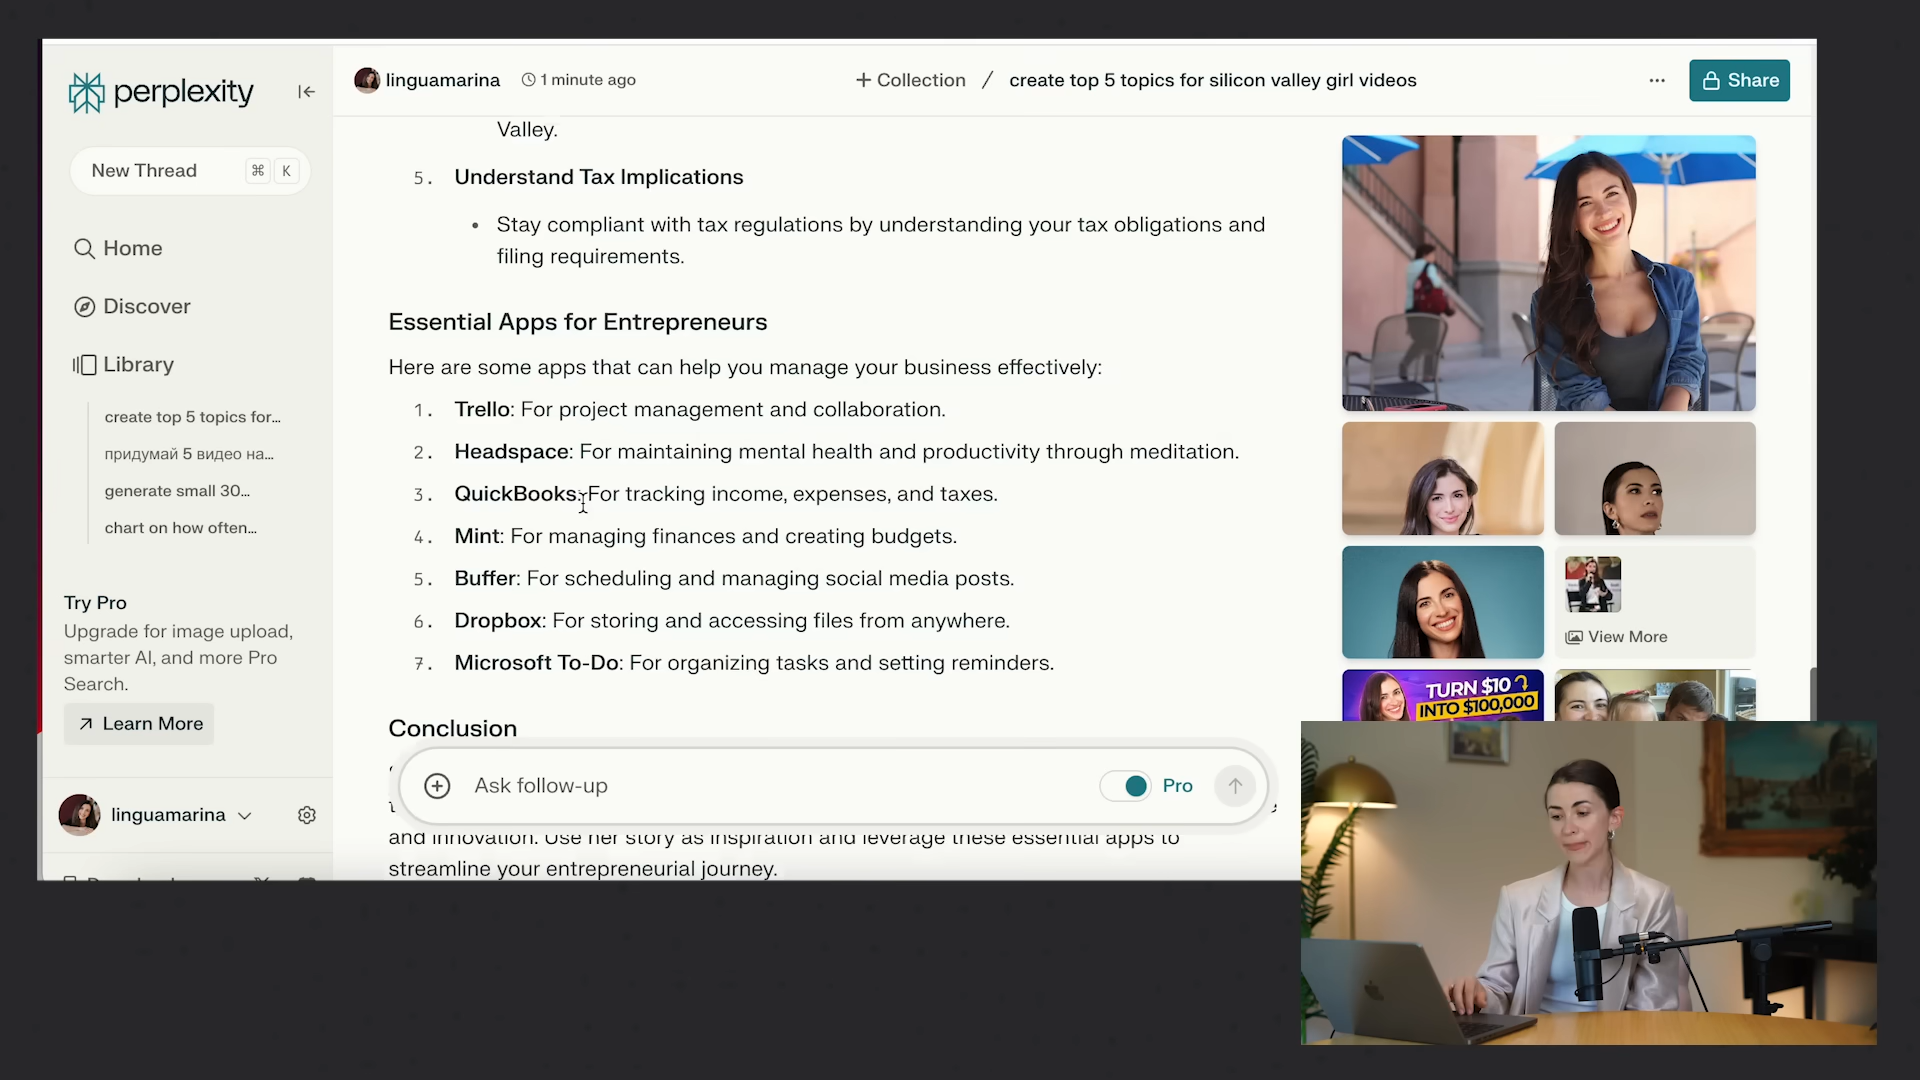 perplexity
New Thread
⌘ K
Home
Discover
Library
create top 5 topics for...
придумай 5 видео на...
generate small 30...
chart on how often...
Try Pro
Upgrade for image upload,
smarter AI, and more Pro
Search.
Learn More
linguamarina
linguamarina
1 minute ago
Collection / create top 5 topics for silicon valley girl videos
Share
Valley.
5. Understand Tax Implications
• Stay compliant with tax regulations by understanding your tax obligations and
filing requirements.
Essential Apps for Entrepreneurs
Here are some apps that can help you manage your business effectively:
1. Trello: For project management and collaboration.
2. Headspace: For maintaining mental health and productivity through meditation.
3. QuickBooks: For tracking income, expenses, and taxes.
4. Mint: For managing finances and creating budgets.
5. Buffer: For scheduling and managing social media posts.
6. Dropbox: For storing and accessing files from anywhere.
7. Microsoft To-Do: For organizing tasks and setting reminders.
Conclusion
Ask follow-up
Pro
and innovation. Use her story as inspiration and leverage these essential apps to
streamline your entrepreneurial journey.
View More
TURN $10
INTO $100,000